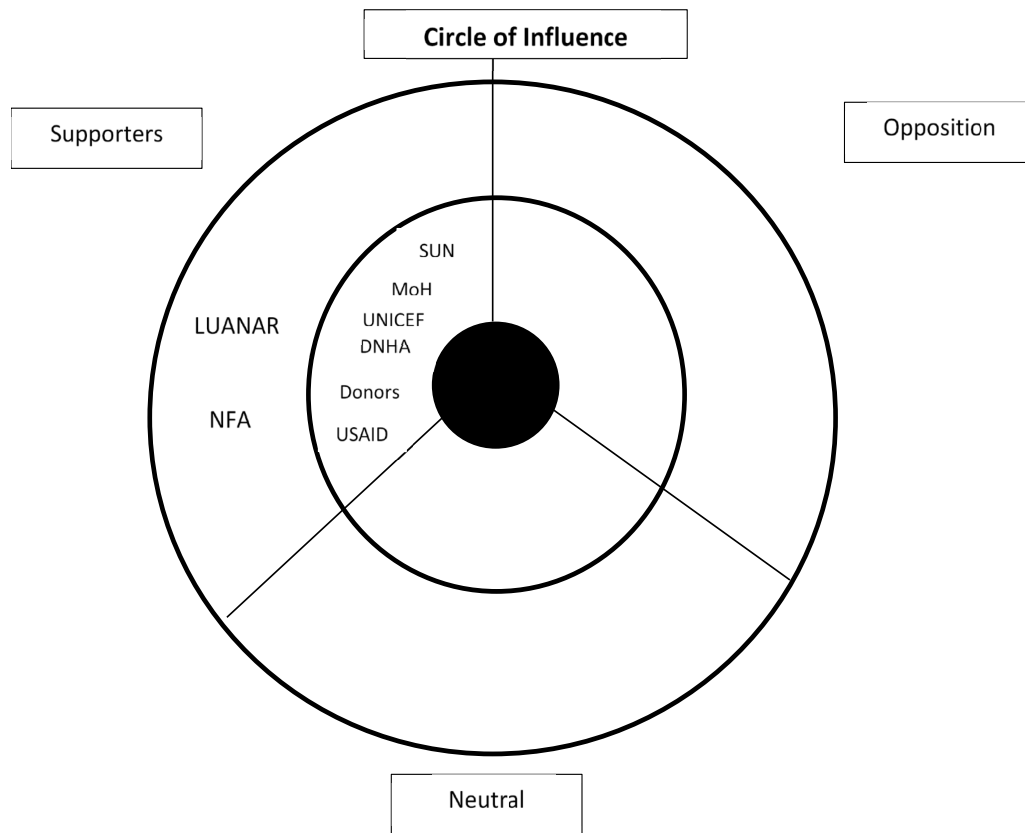 Circle of Influence
Supporters
Opposition
SUN
MoH
UNICEF
DNHA
Donors
USAID
LUANAR
NFA
Neutral